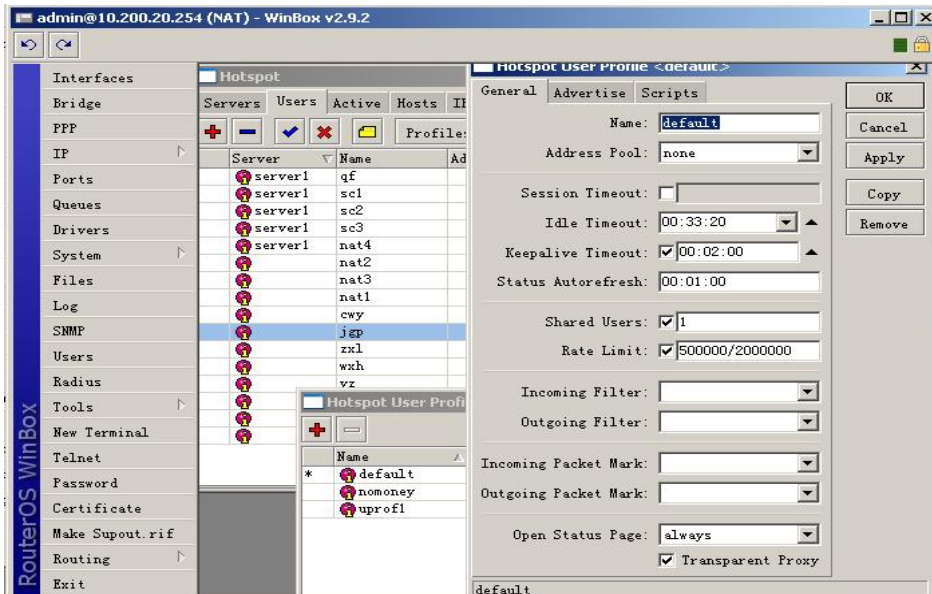 admin@10.200.20.254 (NAT) - WinBox v2.9.2
RouterOS WinBox
Interfaces
Bridge
PPP
IP
Ports
Queues
Drivers
System
Files
Log
SNMP
Users
Radius
Tools
New Terminal
Telnet
Password
Certificate
Make Supout.rif
Routing
Exit
Hotspot
Servers Users Active Hosts
Profile
Server Name Ad
server1 qf
server1 sc1
server1 sc2
server1 sc3
server1 nat4
nat2
nat3
nat1
cwy
jgp
zxl
wxh
Hotspot User Profi
Name
* default
nomoney
uprof1
Hotspot User Profile <default>
General Advertise Scripts
Name: default
Address Pool: none
Session Timeout:
Idle Timeout: 00:33:20
Keepalive Timeout: 00:02:00
Status Autorefresh: 00:01:00
Shared Users: 1
Rate Limit: 500000/2000000
Incoming Filter:
Outgoing Filter:
Incoming Packet Mark:
Outgoing Packet Mark:
Open Status Page: always
Transparent Proxy
default
OK
Cancel
Apply
Copy
Remove